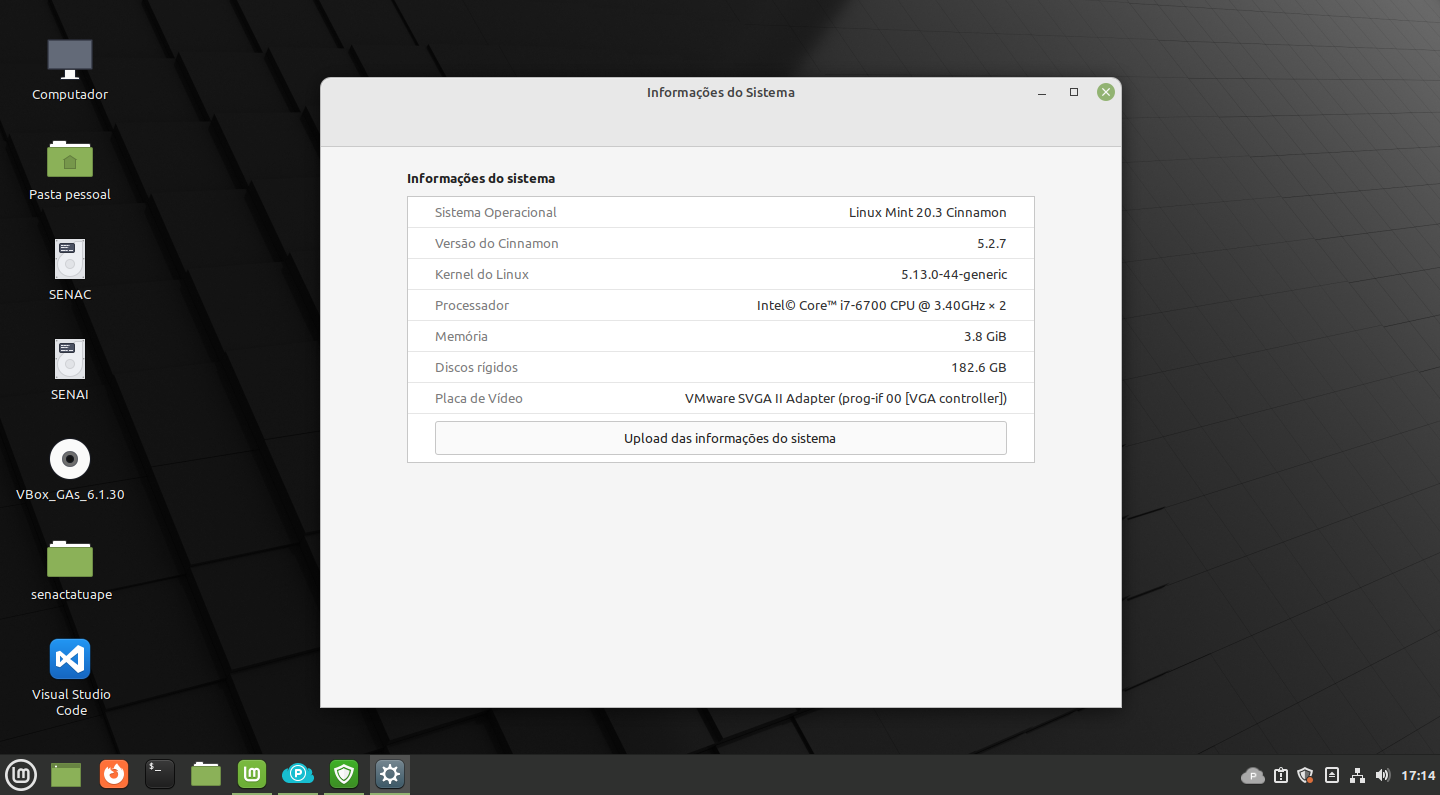 Computador
Pasta pessoal
SENAC
SENAI
VBox_GAs_6.1.30
senactatuape
Visual Studio
Code
Informações do Sistema
Informações do sistema
Sistema Operacional Linux Mint 20.3 Cinnamon
Versão do Cinnamon 5.2.7
Kernel do Linux 5.13.0-44-generic
Processador Intel© Core™ i7-6700 CPU @ 3.40GHz × 2
Memória 3.8 GiB
Discos rígidos 182.6 GB
Placa de Vídeo VMware SVGA II Adapter (prog-if 00 [VGA controller])
Upload das informações do sistema
$_
P
P
17:14